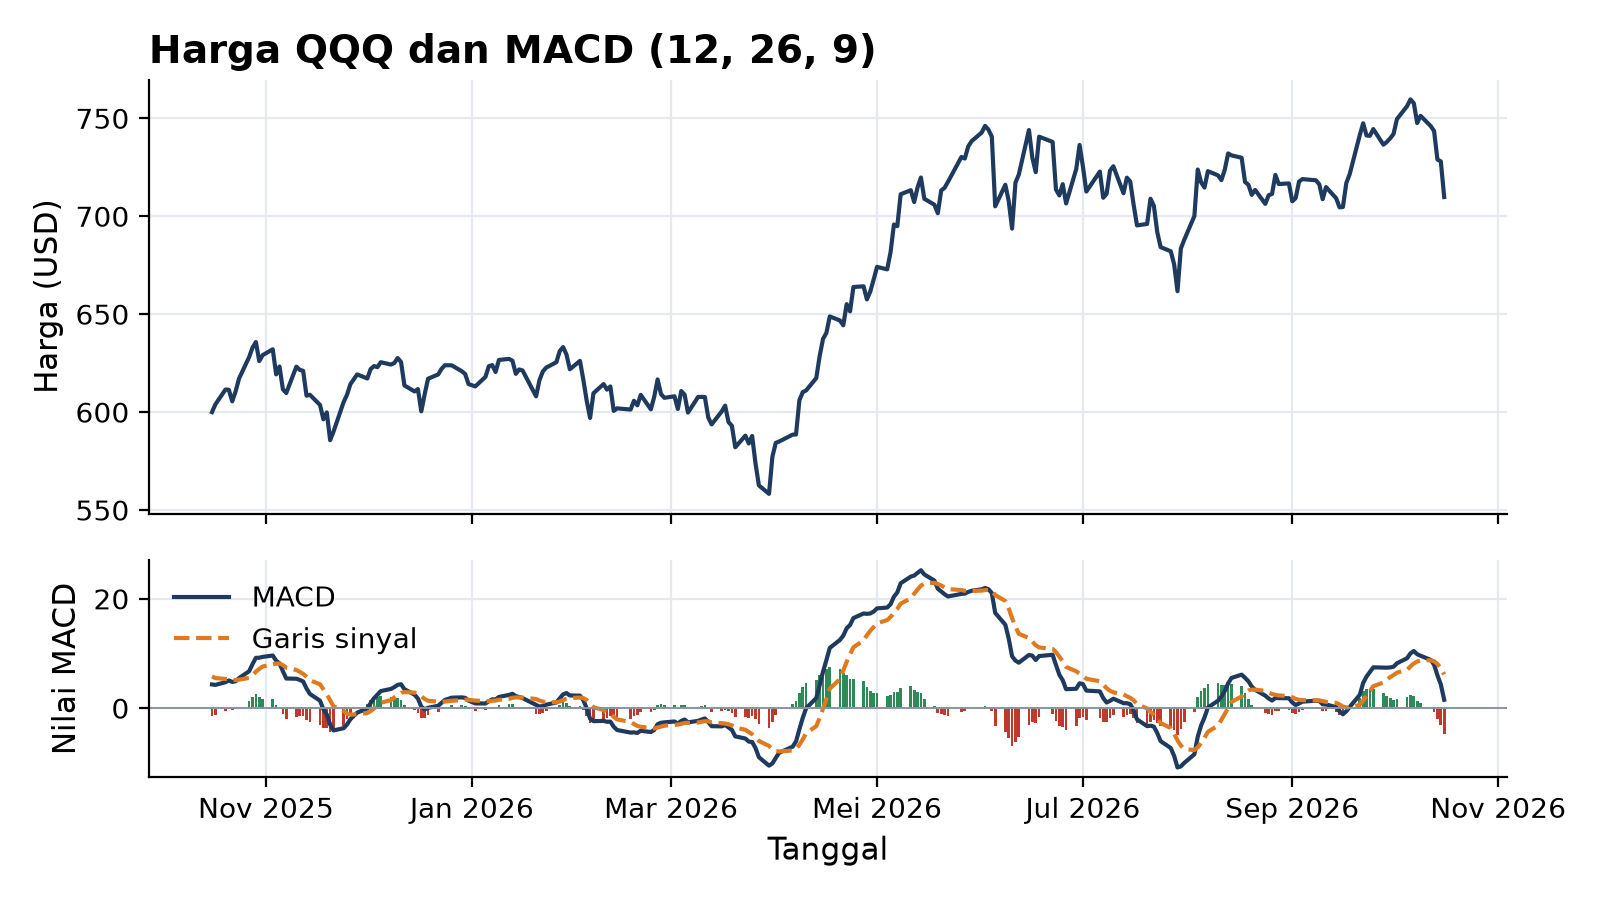 Harga QQQ dan MACD (12, 26, 9)
Harga (USD)
750
700
650
600
550
Nilai MACD
20
0
MACD
Garis sinyal
Nov 2025
Jan 2026
Mar 2026
Mei 2026
Jul 2026
Sep 2026
Nov 2026
Tanggal